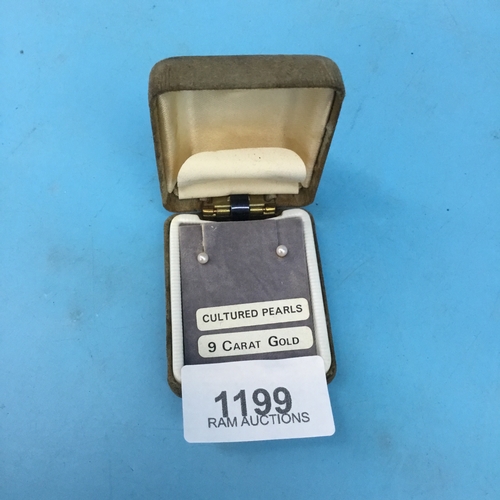 CULTURED PEARLS
9 CARAT GOLD
1199
RAM AUCTIONS